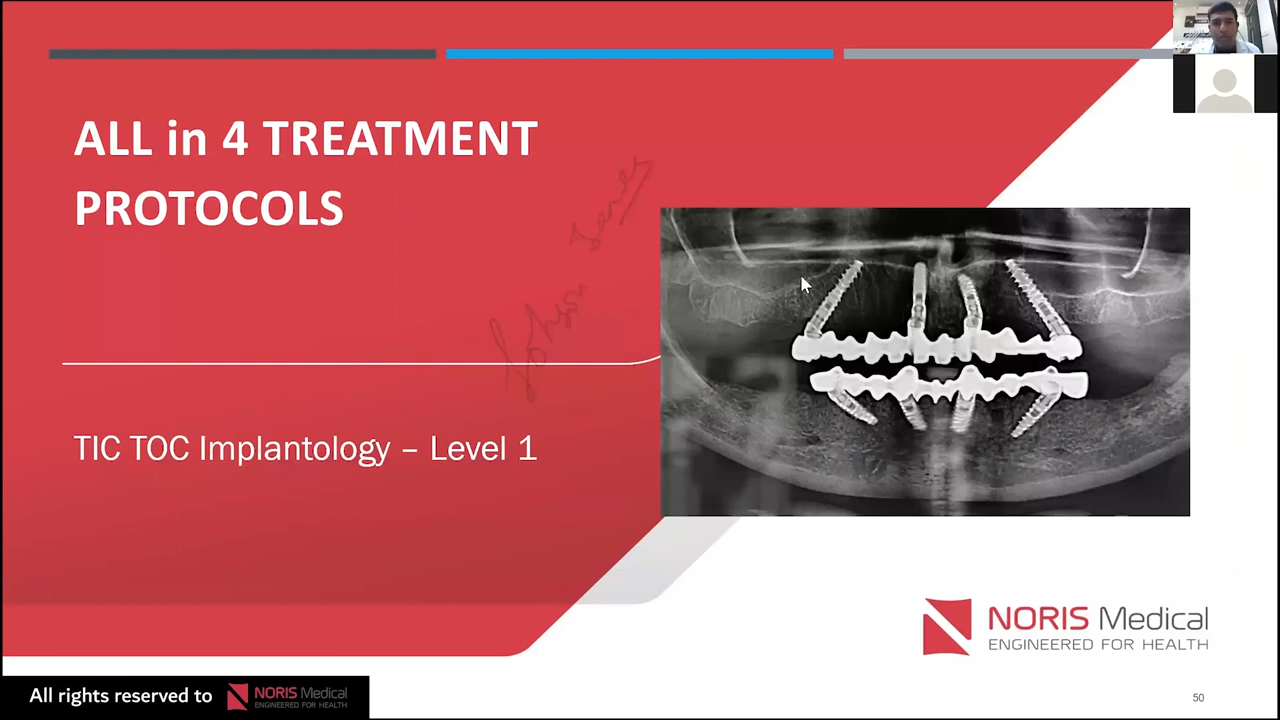 ALL in 4 TREATMENT
PROTOCOLS
TIC TOC Implantology – Level 1
NORIS Medical
ENGINEERED FOR HEALTH
All rights reserved to
NORIS Medical
ENGINEERED FOR HEALTH
50